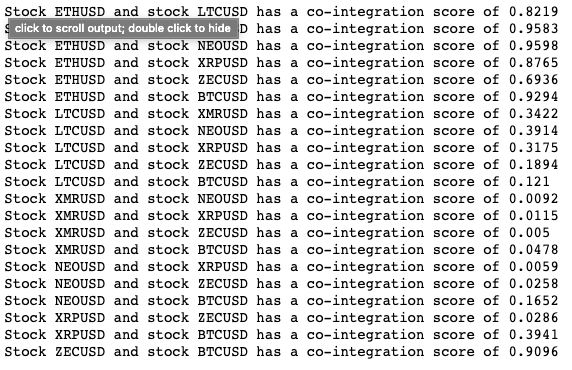 Stock ETHUSD and stock LTCUSD has a co-integration score of 0.8219
click to scroll output; double click to hide D has a co-integration score of 0.9583
Stock ETHUSD and stock NEOUSD has a co-integration score of 0.9598
Stock ETHUSD and stock XRPUSD has a co-integration score of 0.8765
Stock ETHUSD and stock ZECUSD has a co-integration score of 0.6936
Stock ETHUSD and stock BTCUSD has a co-integration score of 0.9294
Stock LTCUSD and stock XMRUSD has a co-integration score of 0.3422
Stock LTCUSD and stock NEOUSD has a co-integration score of 0.3914
Stock LTCUSD and stock XRPUSD has a co-integration score of 0.3175
Stock LTCUSD and stock ZECUSD has a co-integration score of 0.1894
Stock LTCUSD and stock BTCUSD has a co-integration score of 0.121
Stock XMRUSD and stock NEOUSD has a co-integration score of 0.0092
Stock XMRUSD and stock XRPUSD has a co-integration score of 0.0115
Stock XMRUSD and stock ZECUSD has a co-integration score of 0.005
Stock XMRUSD and stock BTCUSD has a co-integration score of 0.0478
Stock NEOUSD and stock XRPUSD has a co-integration score of 0.0059
Stock NEOUSD and stock ZECUSD has a co-integration score of 0.0258
Stock NEOUSD and stock BTCUSD has a co-integration score of 0.1652
Stock XRPUSD and stock ZECUSD has a co-integration score of 0.0286
Stock XRPUSD and stock BTCUSD has a co-integration score of 0.3941
Stock ZECUSD and stock BTCUSD has a co-integration score of 0.9096